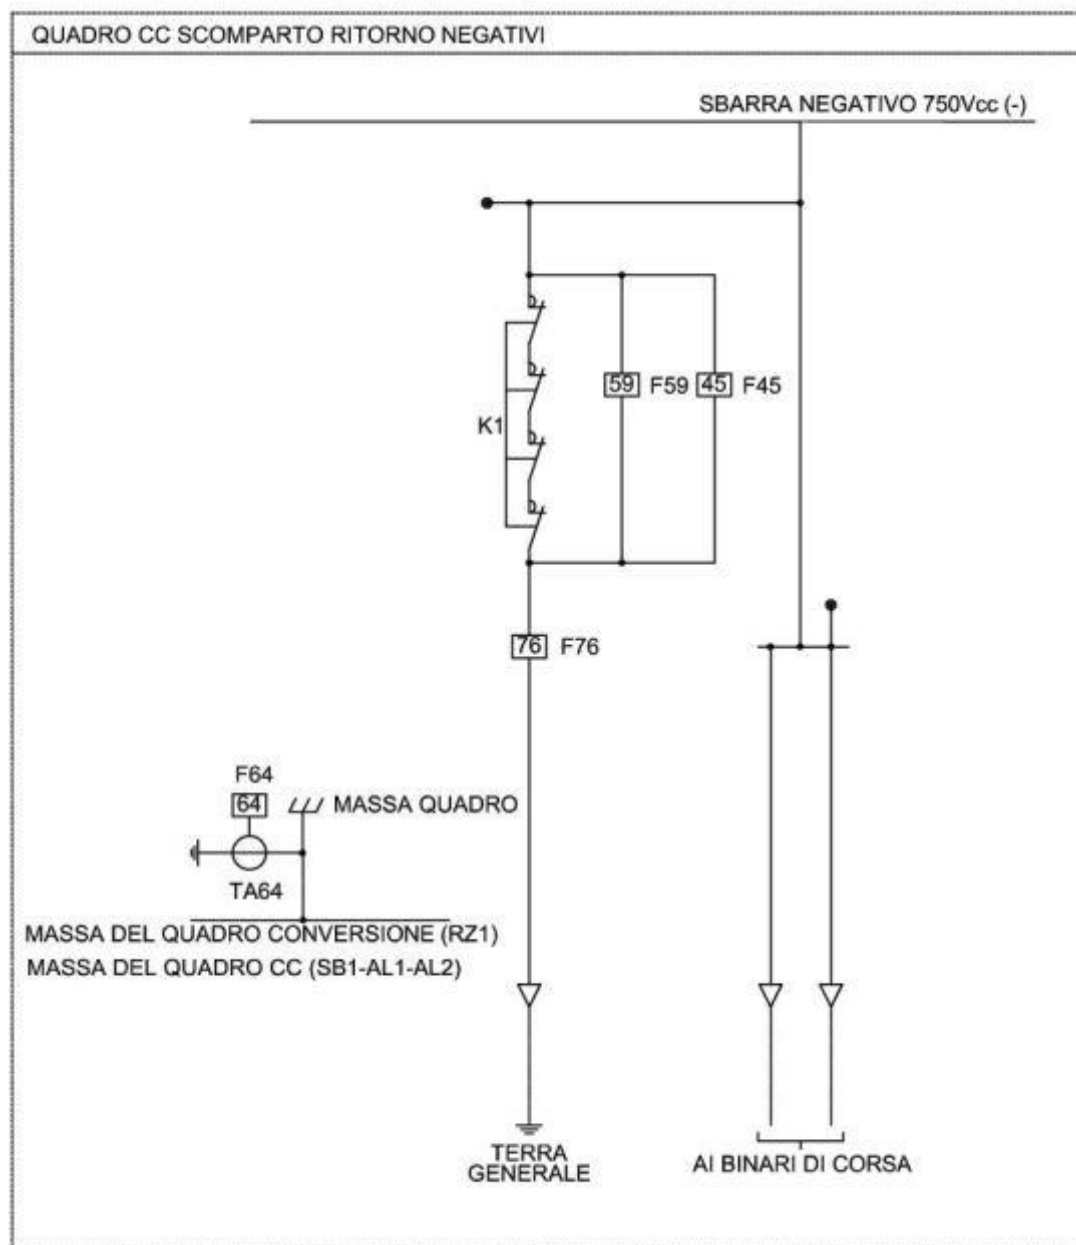 QUADRO CC SCOMPARTO RITORNO NEGATIVI
SBARRA NEGATIVO 750Vcc (-)
59 F59 45 F45
K1
76 F76
F64
64 MASSA QUADRO
TA64
MASSA DEL QUADRO CONVERSIONE (RZ1)
MASSA DEL QUADRO CC (SB1-AL1-AL2)
TERRA
GENERALE
AI BINARI DI CORSA